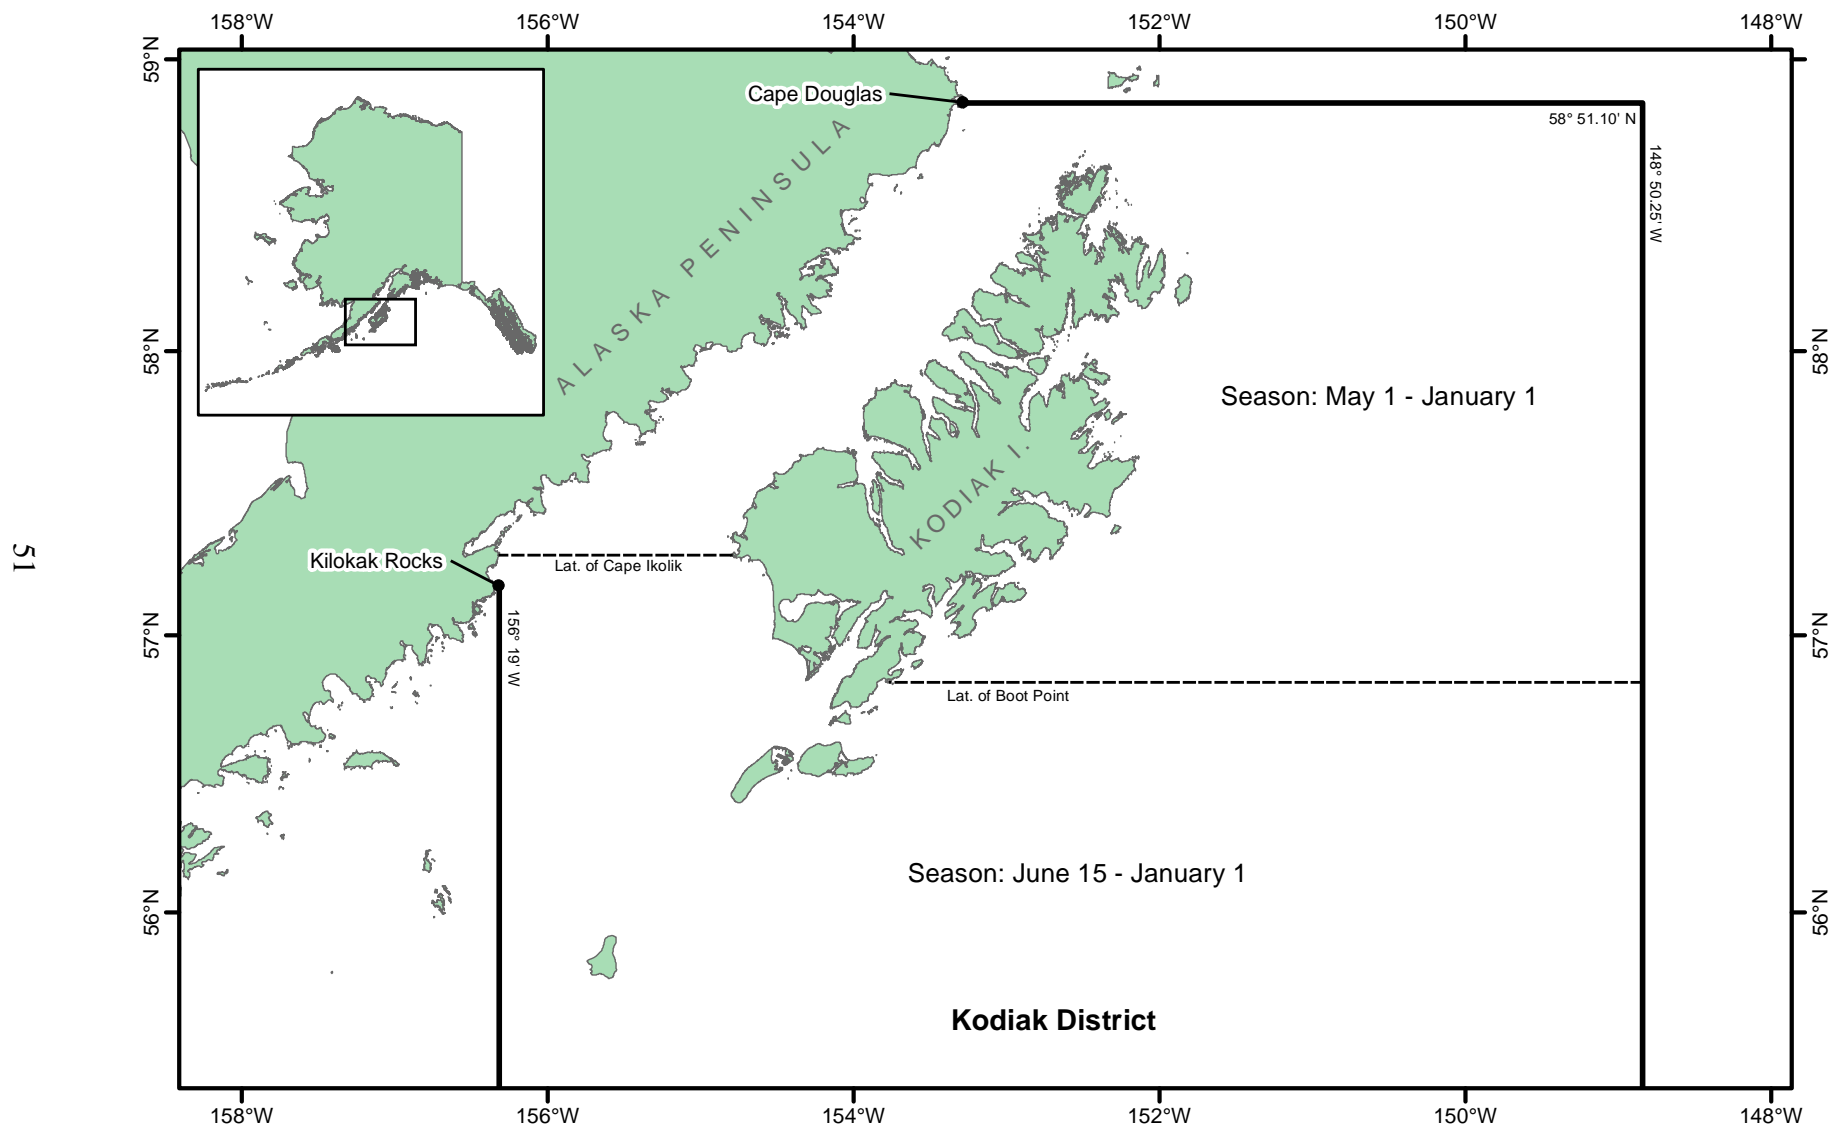 158°W 156°W 154°W 152°W 150°W 148°W
59°N
Cape Douglas
58° 51.10' N
148° 50.25' W
ALASKA PENINSULA
58°N
58°N
Season: May 1 - January 1
KODIAK I.
51
Kilokak Rocks
Lat. of Cape Ikolik
156° 19' W
57°N
57°N
Lat. of Boot Point
Season: June 15 - January 1
56°N
56°N
Kodiak District
158°W 156°W 154°W 152°W 150°W 148°W